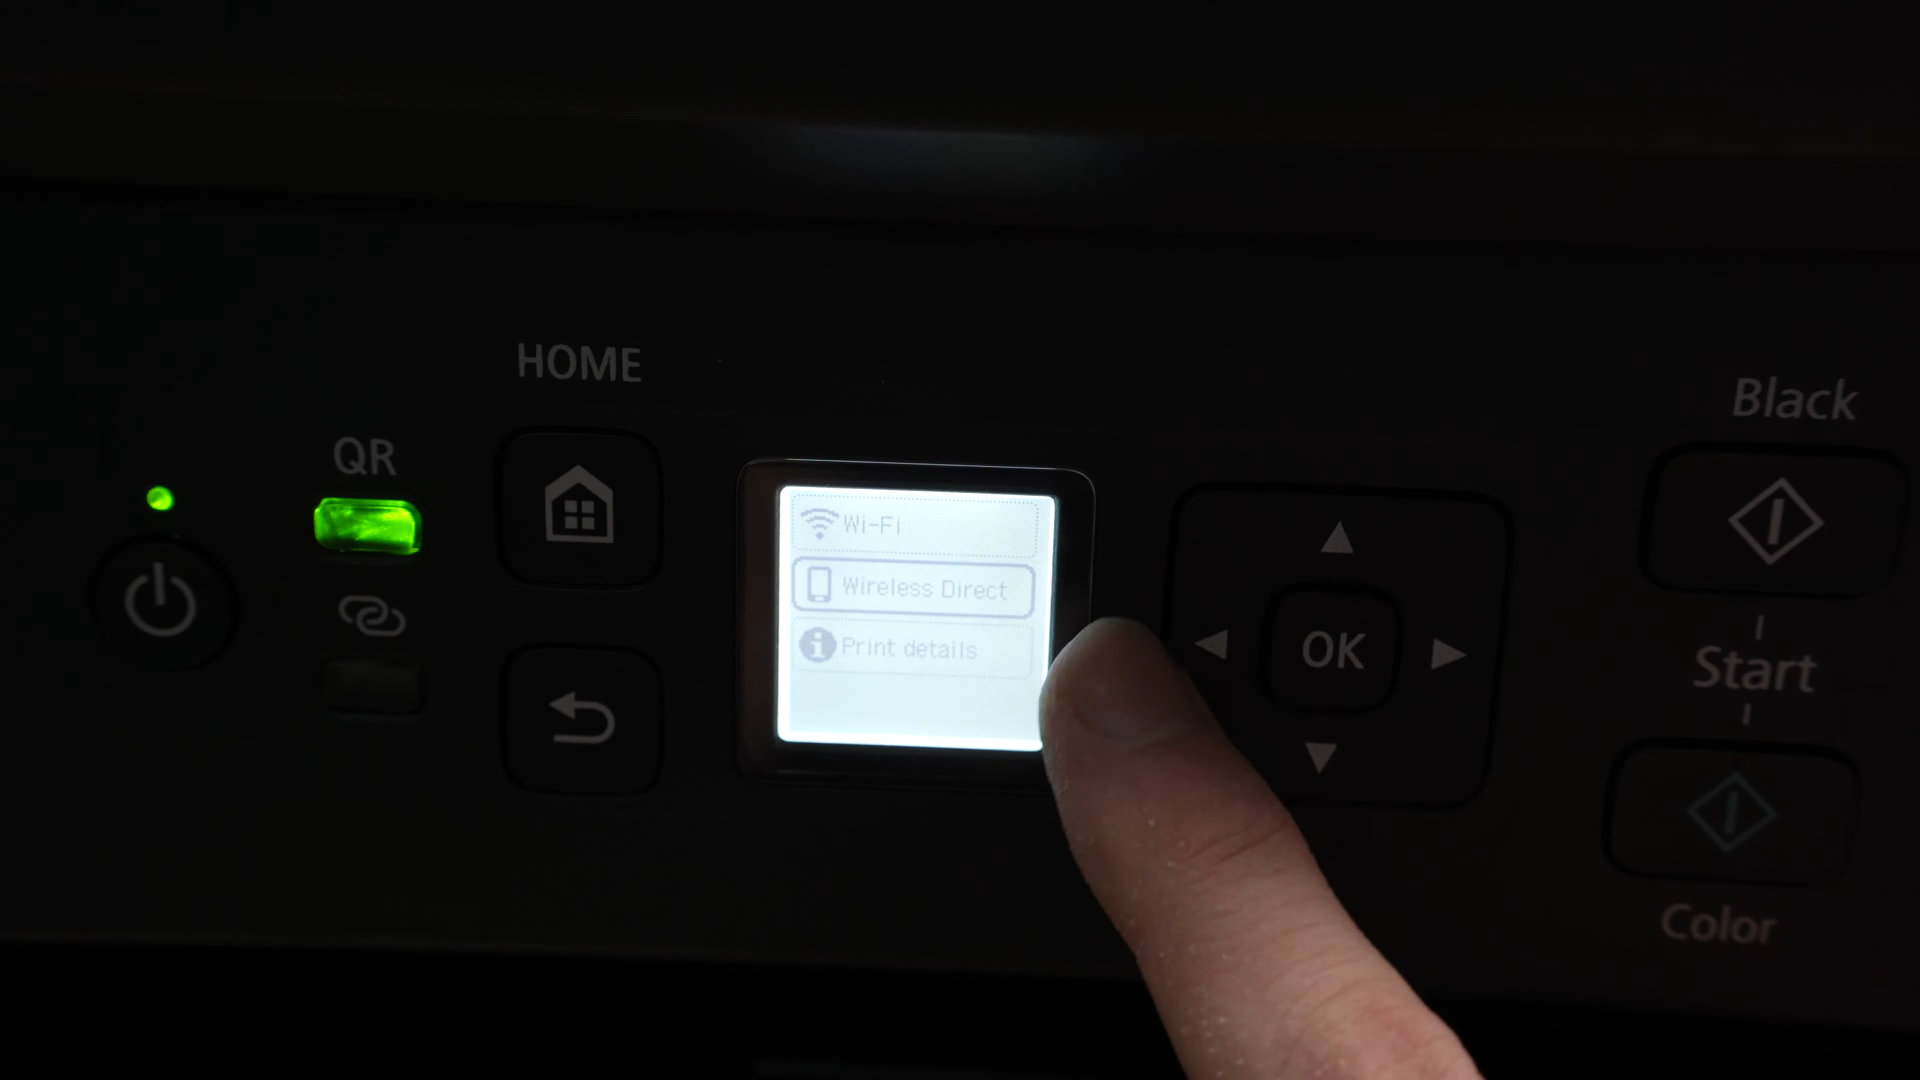 HOME
QR
Wi-Fi
Wireless Direct
Print details
OK
Black
Start
Color